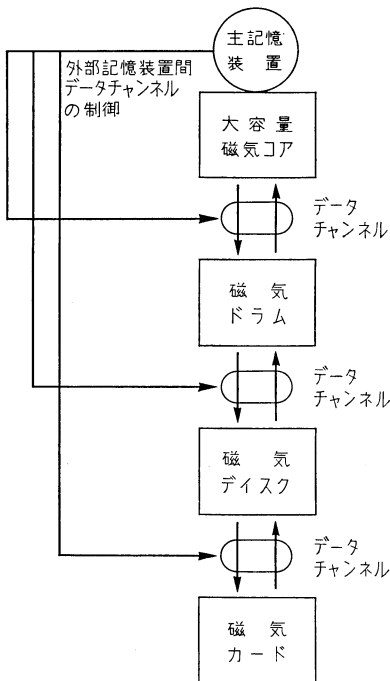 主記憶
装置
外部記憶装置間
データチャンネル
の制御
大容量
磁気コア
データ
チャンネル
磁気
ドラム
データ
チャンネル
磁気
ディスク
データ
チャンネル
磁気
カード